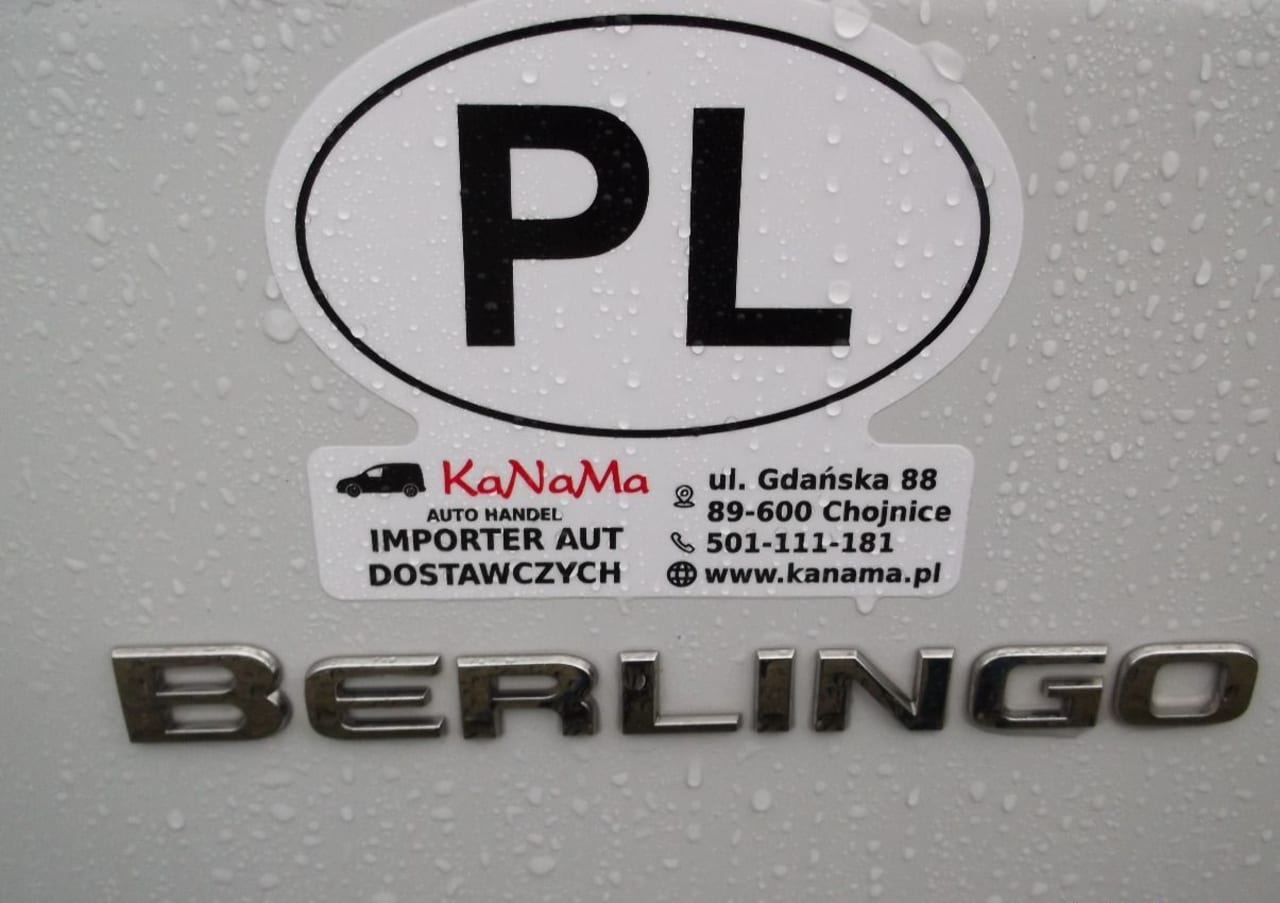 PL
KaNaMa
AUTO HANDEL
IMPORTER AUT
DOSTAWCZYCH
ul. Gdańska 88
89-600 Chojnice
501-111-181
www.kanama.pl
BERLINGO